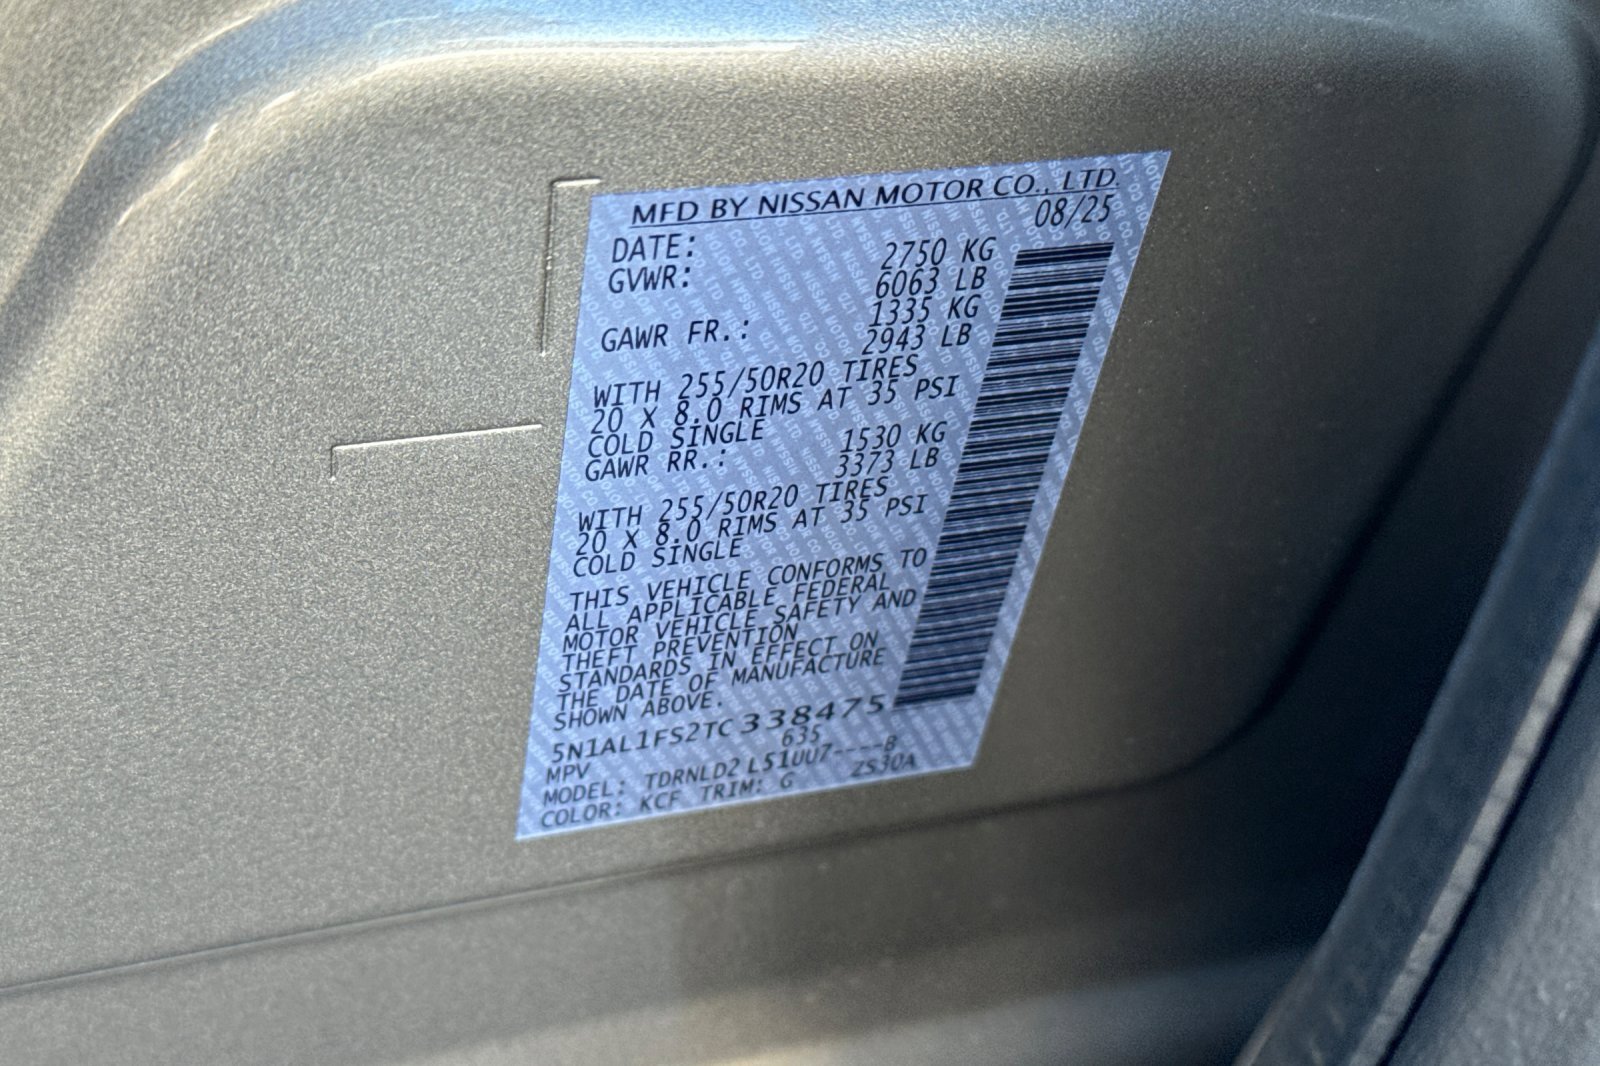 MFD BY NISSAN MOTOR CO., LTD.
DATE: 08/25
GVWR: 2750 KG
6063 LB
GAWR FR.: 1335 KG
2943 LB
WITH 255/50R20 TIRES
20 X 8.0 RIMS AT 35 PSI
COLD SINGLE
GAWR RR.: 1530 KG
3373 LB
WITH 255/50R20 TIRES
20 X 8.0 RIMS AT 35 PSI
COLD SINGLE
THIS VEHICLE CONFORMS TO
ALL APPLICABLE FEDERAL
MOTOR VEHICLE SAFETY AND
THEFT PREVENTION
STANDARDS IN EFFECT ON
THE DATE OF MANUFACTURE
SHOWN ABOVE.
5N1AL1FS2TC338475
MPV 635
MODEL: TDRNLD2 L51UU7----B
COLOR: KCF TRIM: G ZS30A